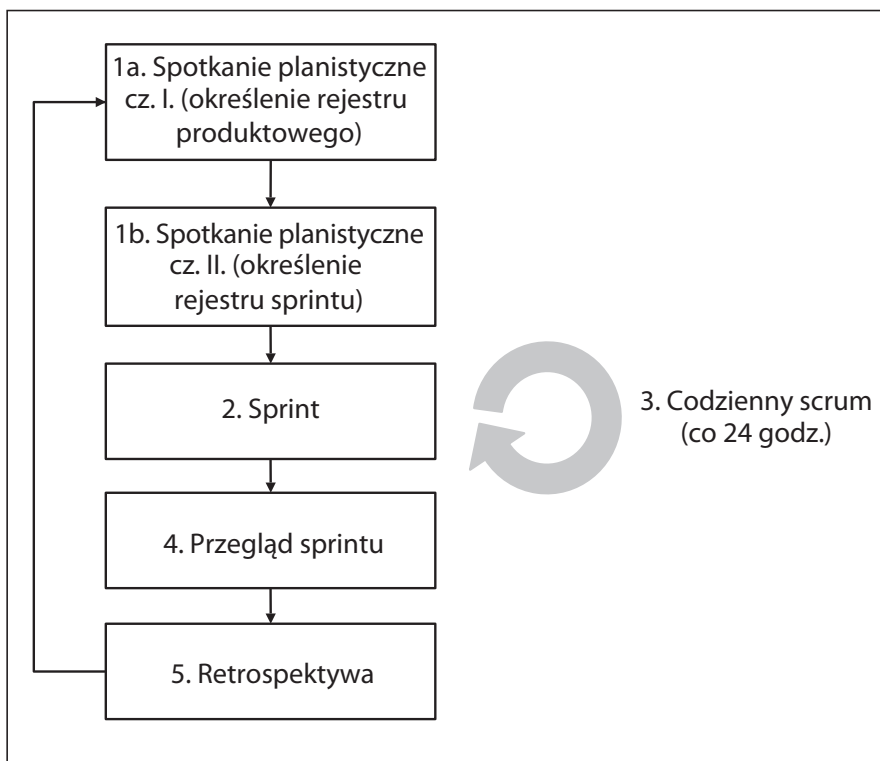 1a. Spotkanie planistyczne
cz. I. (określenie rejestru
produktowego)
1b. Spotkanie planistyczne
cz. II. (określenie
rejestru sprintu)
2. Sprint
3. Codzienny scrum
(co 24 godz.)
4. Przegląd sprintu
5. Retrospektywa